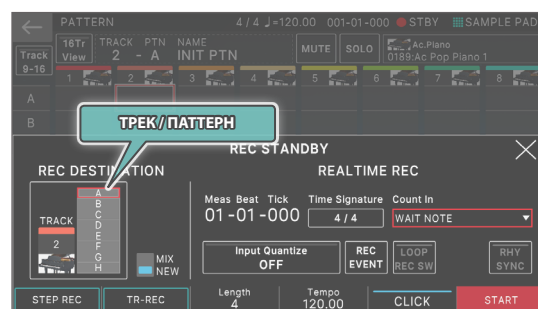 PATTERN 4 / 4 ♩=120.00 001-01-000 STBY SAMPLE PAD
Track 9-16 16Tr View TRACK 2 - PTN A NAME INIT PTN MUTE SOLO Ac.Piano 0189:Ac Pop Piano 1
1 2 3 4 5 6 7 8
A
B
ТРЕК/ПАТТЕРН
REC STANDBY
REC DESTINATION REALTIME REC
TRACK
2
A
B
C
D
E
F
G
H
MIX
NEW
Meas Beat Tick Time Signature Count In
01-01-000 4 / 4 WAIT NOTE
Input Quantize
OFF
REC EVENT
LOOP REC SW
RHY SYNC
STEP REC TR-REC Length 4 Tempo 120.00 CLICK START